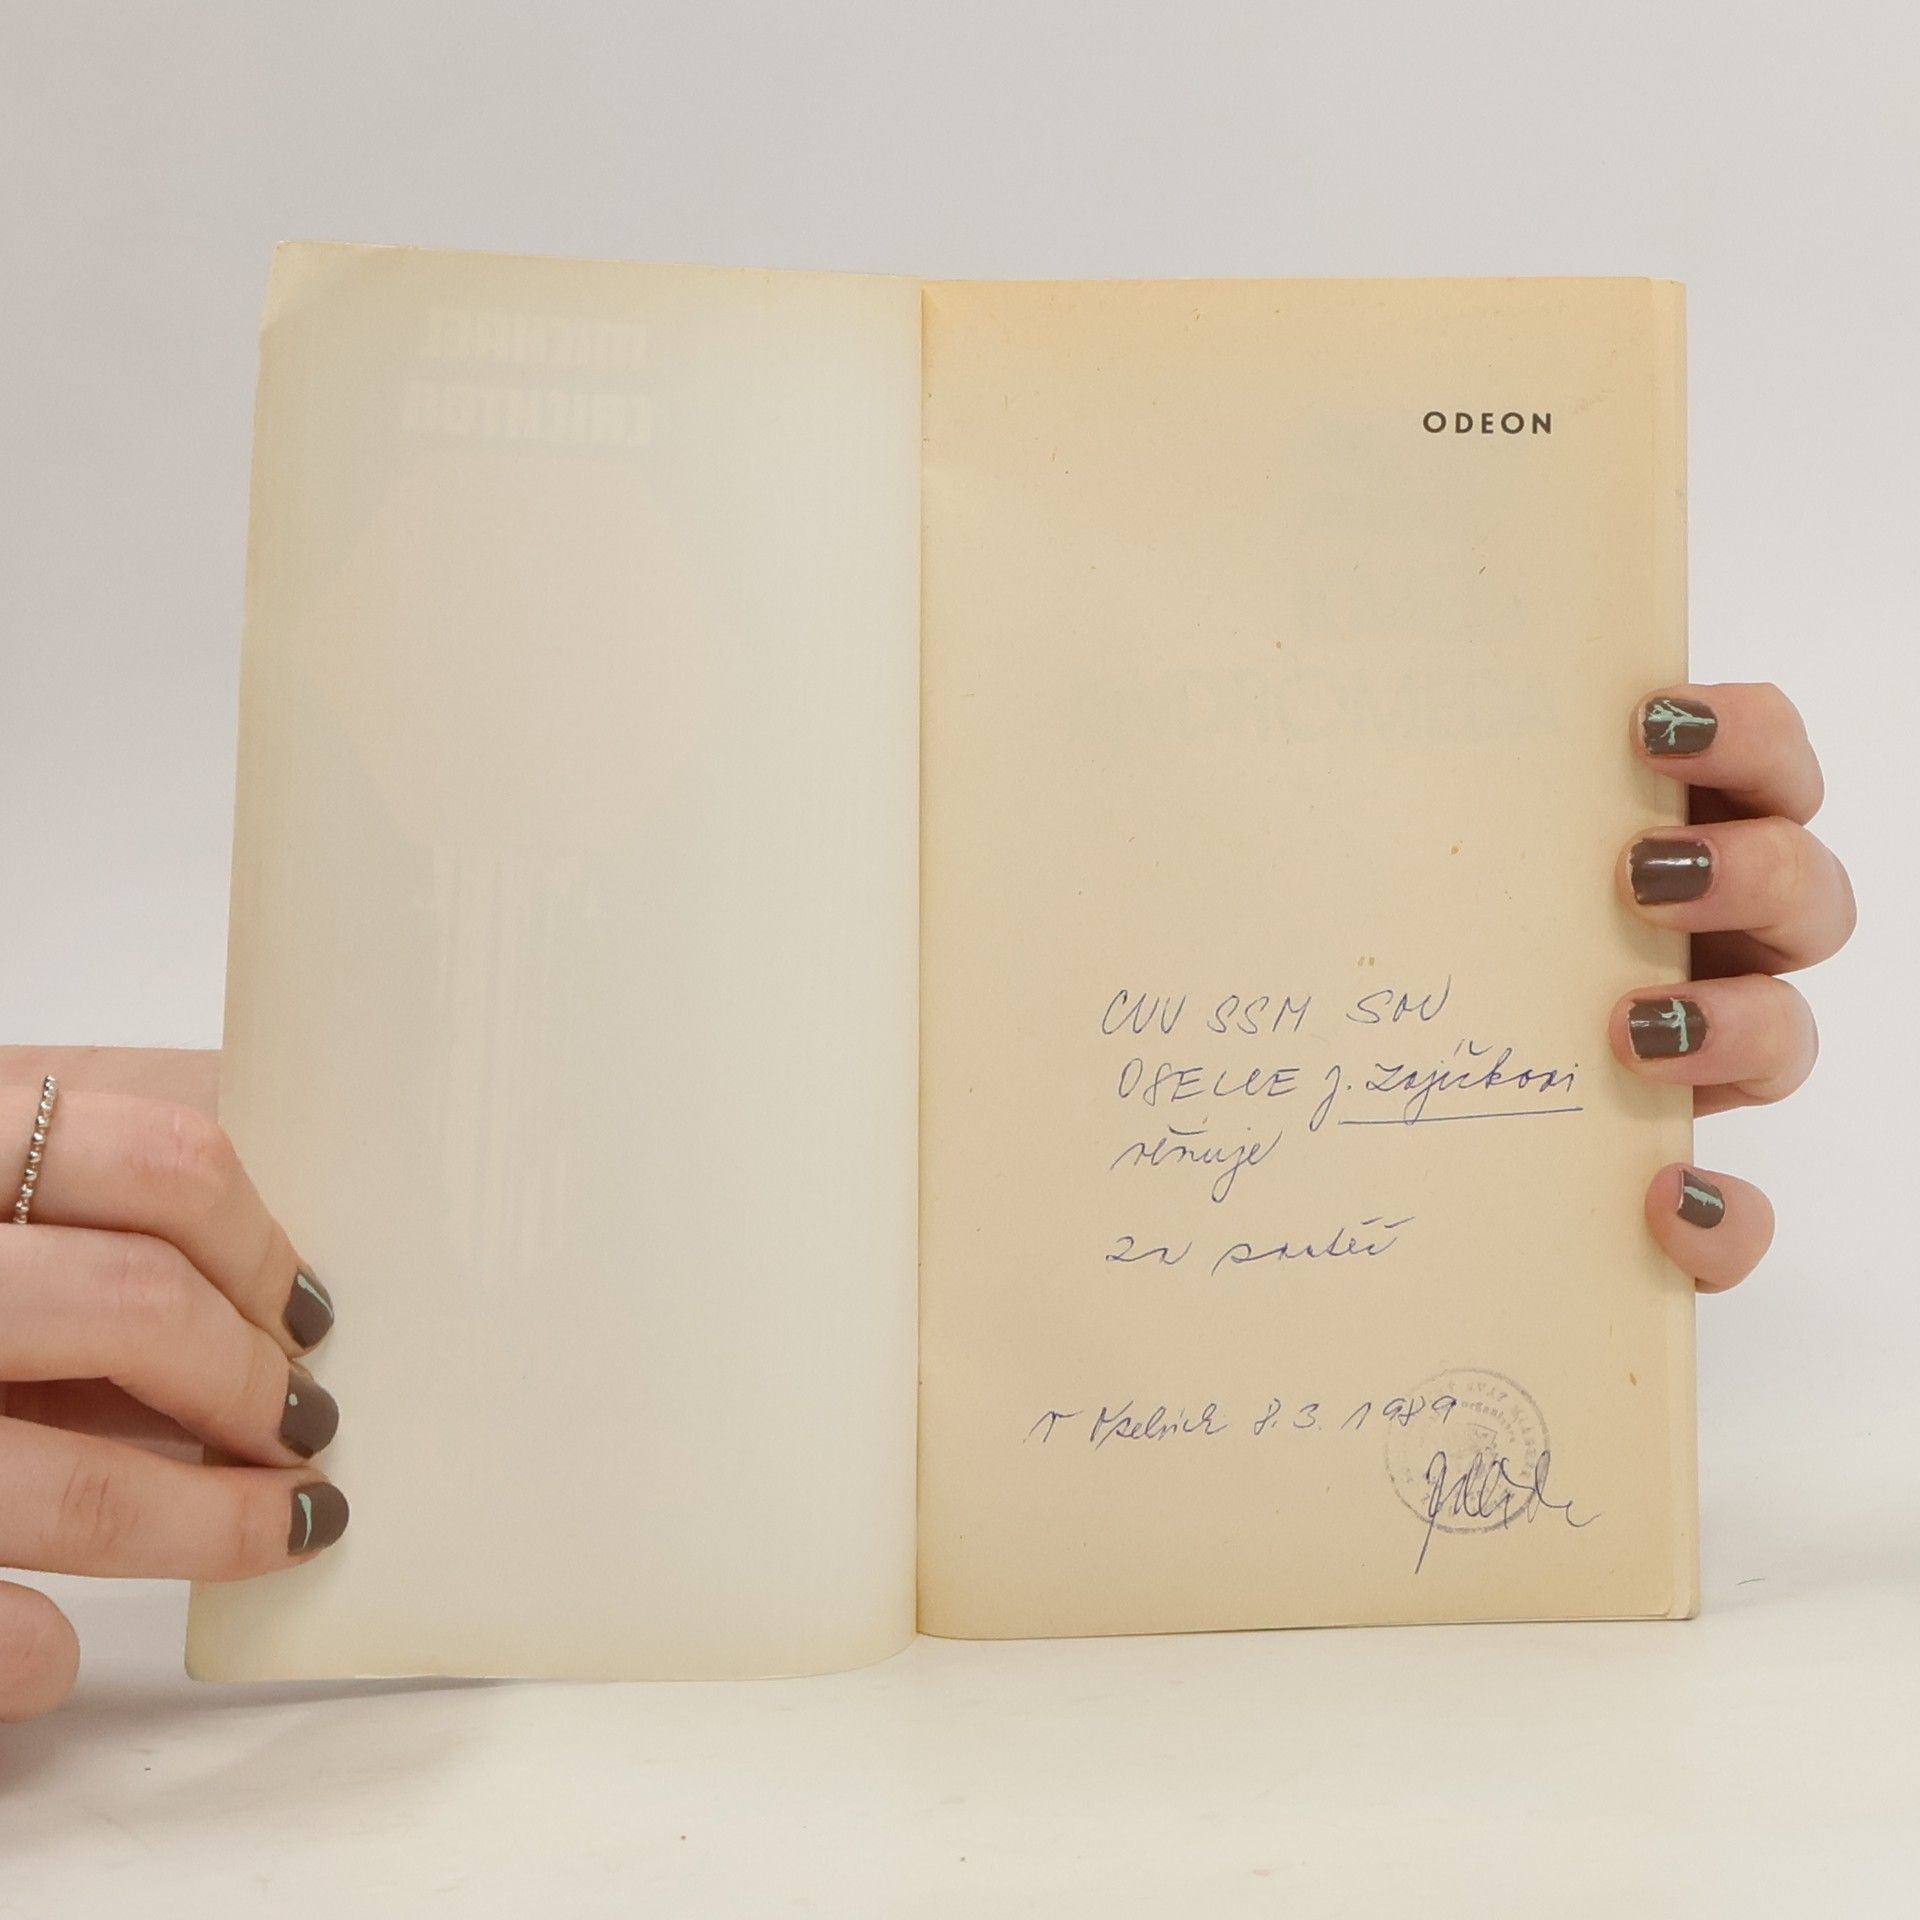 ODEON
CVV SSM SOU
OSELCE J. Zajíčkovi
věnuje
za soutěž
V Oselcích 8.3.1989